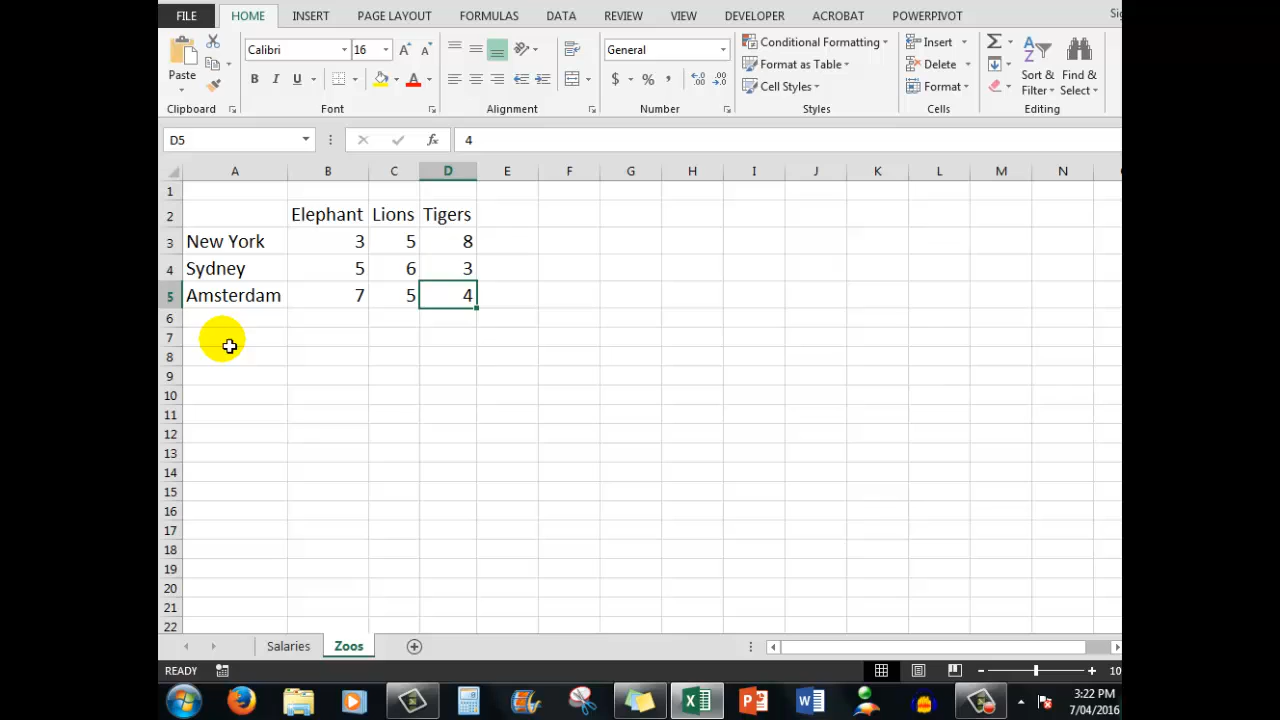 FILE HOME INSERT PAGE LAYOUT FORMULAS DATA REVIEW VIEW DEVELOPER ACROBAT POWERPIVOT
Calibri 16 General Conditional Formatting Insert
Paste Format as Table Delete Sort & Find &
B I U A $ % , Cell Styles Format Filter Select
Clipboard Font Alignment Number Styles Cells Editing
D5 fx 4
A B C D E F G H I J K L M N
1
2 Elephant Lions Tigers
3 New York 3 5 8
4 Sydney 5 6 3
5 Amsterdam 7 5 4
6
7
8
9
10
11
12
13
14
15
16
17
18
19
20
21
22
Salaries Zoos
READY 10
3:22 PM
7/04/2016